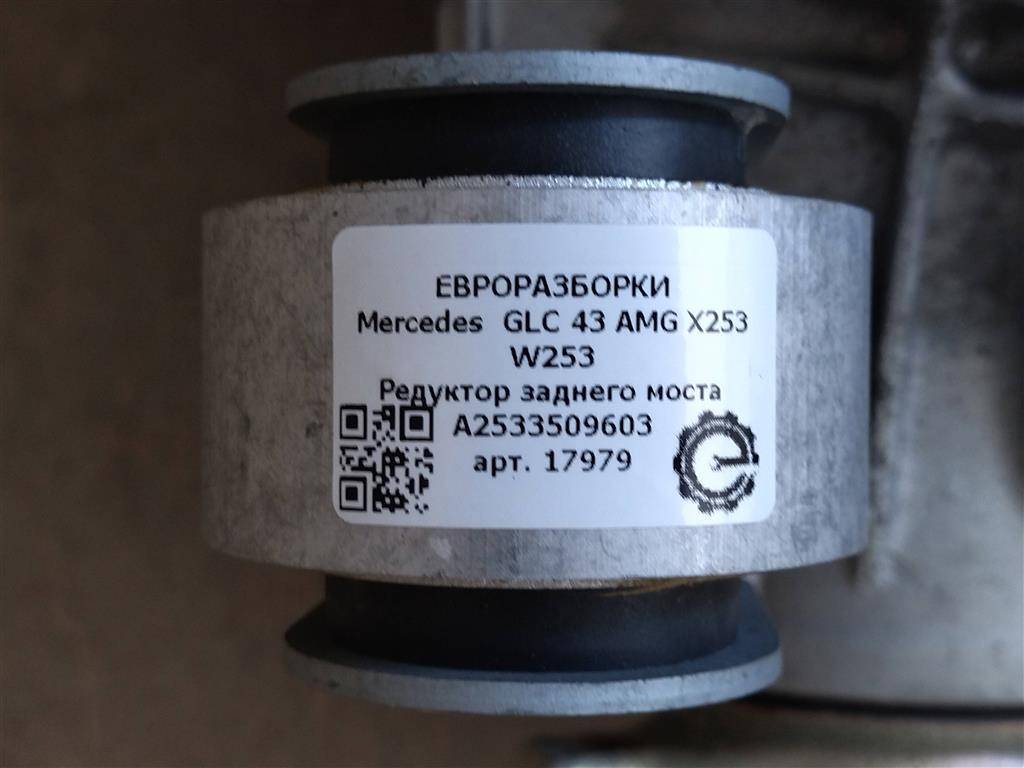 ЕВРОРАЗБОРКИ
Mercedes GLC 43 AMG X253
W253
Редуктор заднего моста
A2533509603
арт. 17979